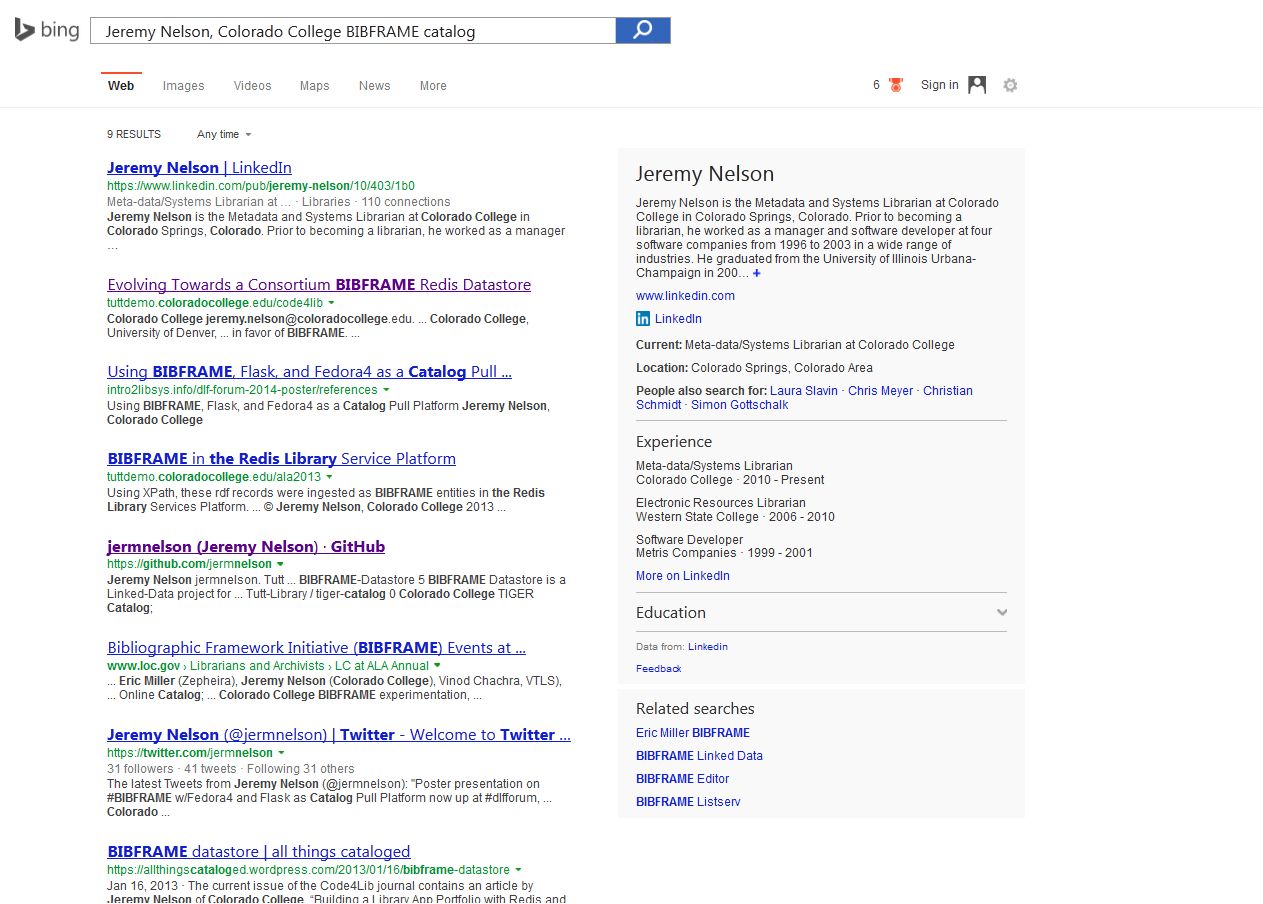 bing
Jeremy Nelson, Colorado College BIBFRAME catalog
Web Images Videos Maps News More
6 Sign in
9 RESULTS Any time
Jeremy Nelson | LinkedIn
https://www.linkedin.com/pub/jeremy-nelson/10/403/1b0
Meta-data/Systems Librarian at … · Libraries · 110 connections
Jeremy Nelson is the Metadata and Systems Librarian at Colorado College in
Colorado Springs, Colorado. Prior to becoming a librarian, he worked as a manager
…
Evolving Towards a Consortium BIBFRAME Redis Datastore
tuttdemo.coloradocollege.edu/code4lib
Colorado College jeremy.nelson@coloradocollege.edu. ... Colorado College,
University of Denver, ... in favor of BIBFRAME. ...
Using BIBFRAME, Flask, and Fedora4 as a Catalog Pull ...
intro2libsys.info/dlf-forum-2014-poster/references
Using BIBFRAME, Flask, and Fedora4 as a Catalog Pull Platform Jeremy Nelson,
Colorado College
BIBFRAME in the Redis Library Service Platform
tuttdemo.coloradocollege.edu/ala2013
Using XPath, these rdf records were ingested as BIBFRAME entities in the Redis
Library Services Platform. ... © Jeremy Nelson, Colorado College 2013 ...
jermnelson (Jeremy Nelson) · GitHub
https://github.com/jermnelson
Jeremy Nelson jermnelson. Tutt ... BIBFRAME-Datastore 5 BIBFRAME Datastore is a
Linked-Data project for ... Tutt-Library / tiger-catalog 0 Colorado College TIGER
Catalog;
Bibliographic Framework Initiative (BIBFRAME) Events at ...
www.loc.gov › Librarians and Archivists › LC at ALA Annual
... Eric Miller (Zepheira), Jeremy Nelson (Colorado College), Vinod Chachra, VTLS),
... Online Catalog; ... Colorado College BIBFRAME experimentation, ...
Jeremy Nelson (@jermnelson) | Twitter - Welcome to Twitter ...
https://twitter.com/jermnelson
31 followers · 41 tweets · Following 31 others
The latest Tweets from Jeremy Nelson (@jermnelson): "Poster presentation on
#BIBFRAME w/Fedora4 and Flask as Catalog Pull Platform now up at #dlfforum, ...
Colorado ...
BIBFRAME datastore | all things cataloged
https://allthingscataloged.wordpress.com/2013/01/16/bibframe-datastore
Jan 16, 2013 · The current issue of the Code4Lib journal contains an article by
Jeremy Nelson of Colorado College, “Building a Library App Portfolio with Redis and
Jeremy Nelson
Jeremy Nelson is the Metadata and Systems Librarian at Colorado
College in Colorado Springs, Colorado. Prior to becoming a
librarian, he worked as a manager and software developer at four
software companies from 1996 to 2003 in a wide range of
industries. He graduated from the University of Illinois Urbana-
Champaign in 200… +
www.linkedin.com
in LinkedIn
Current: Meta-data/Systems Librarian at Colorado College
Location: Colorado Springs, Colorado Area
People also search for: Laura Slavin · Chris Meyer · Christian
Schmidt · Simon Gottschalk
Experience
Meta-data/Systems Librarian
Colorado College · 2010 - Present
Electronic Resources Librarian
Western State College · 2006 - 2010
Software Developer
Metris Companies · 1999 - 2001
More on LinkedIn
Education
Data from: Linkedin
Feedback
Related searches
Eric Miller BIBFRAME
BIBFRAME Linked Data
BIBFRAME Editor
BIBFRAME Listserv